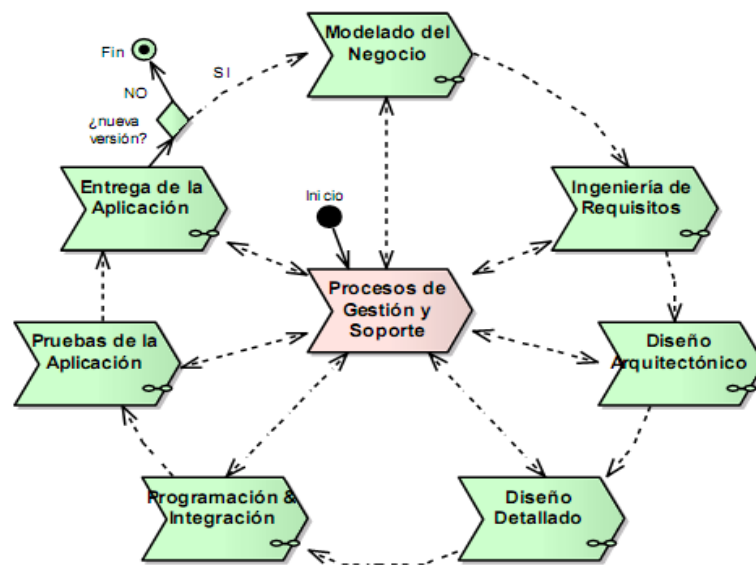 Modelado del
Negocio
Fin
SI
NO
¿nueva
versión?
Entrega de la
Aplicación
Inicio
Ingeniería de
Requisitos
Procesos de
Gestión y
Soporte
Pruebas de la
Aplicación
Diseño
Arquitectónico
Programación &
Integración
Diseño
Detallado